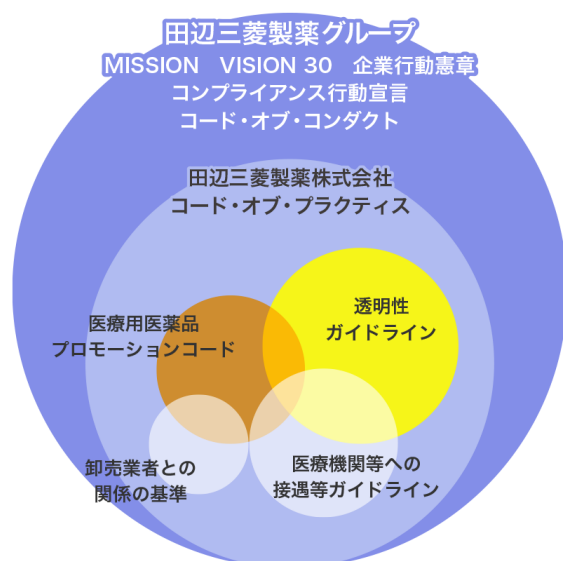 田辺三菱製薬グループ
MISSION　VISION 30　企業行動憲章
コンプライアンス行動宣言
コード・オブ・コンダクト
田辺三菱製薬株式会社
コード・オブ・プラクティス
透明性
ガイドライン
医療用医薬品
プロモーションコード
卸売業者との
関係の基準
医療機関等への
接遇等ガイドライン